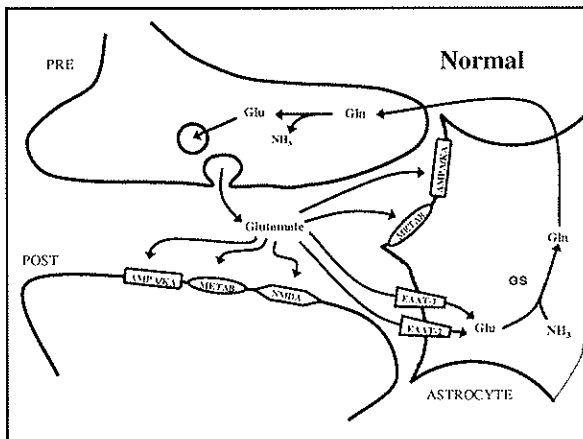 Normal
PRE
Glu
Gln
NH3
AMPA/KA
METAB
Glutamate
POST
AMPA/KA
METAB
NMDA
EAAT-1
EAAT-2
Glu
GS
Gln
NH3
ASTROCYTE